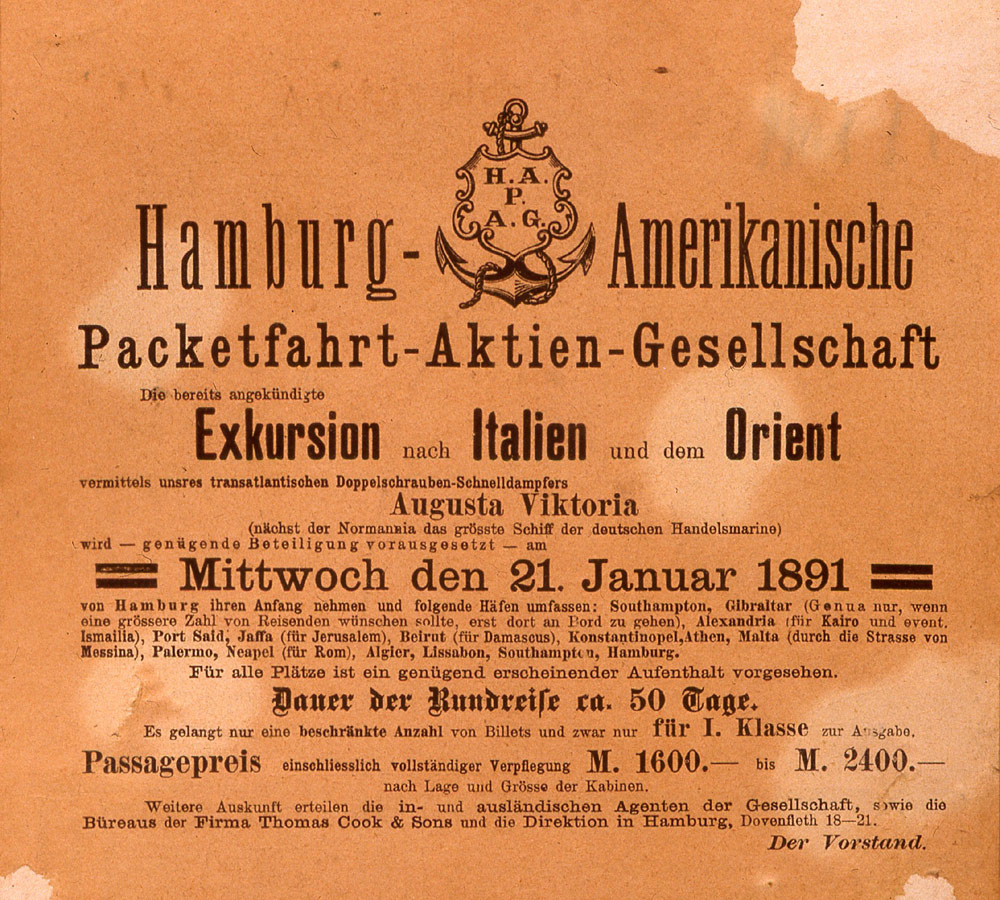 H. A.
P.
A. G.
Hamburg-Amerikanische
Packetfahrt-Aktien-Gesellschaft
Die bereits angekündigte
Exkursion nach Italien und dem Orient
vermittels unsres transatlantischen Doppelschrauben-Schnelldampfers
Augusta Viktoria
(nächst der Normannia das grösste Schiff der deutschen Handelsmarine)
wird — genügende Beteiligung vorausgesetzt — am
Mittwoch den 21. Januar 1891
von Hamburg ihren Anfang nehmen und folgende Häfen umfassen: Southampton, Gibraltar (Genua nur, wenn
eine grössere Zahl von Reisenden wünschen sollte, erst dort an Bord zu gehen), Alexandria (für Kairo und event.
Ismailia), Port Said, Jaffa (für Jerusalem), Beirut (für Damascus), Konstantinopel, Athen, Malta (durch die Strasse von
Messina), Palermo, Neapel (für Rom), Algier, Lissabon, Southampton, Hamburg.
Für alle Plätze ist ein genügend erscheinender Aufenthalt vorgesehen.
Dauer der Rundreise ca. 50 Tage.
Es gelangt nur eine beschränkte Anzahl von Billets und zwar nur für I. Klasse zur Ausgabe.
Passagepreis einschliesslich vollständiger Verpflegung M. 1600.— bis M. 2400.—
nach Lage und Grösse der Kabinen.
Weitere Auskunft erteilen die in- und ausländischen Agenten der Gesellschaft, sowie die
Büreaus der Firma Thomas Cook & Sons und die Direktion in Hamburg, Dovenfleth 18—21.
Der Vorstand.